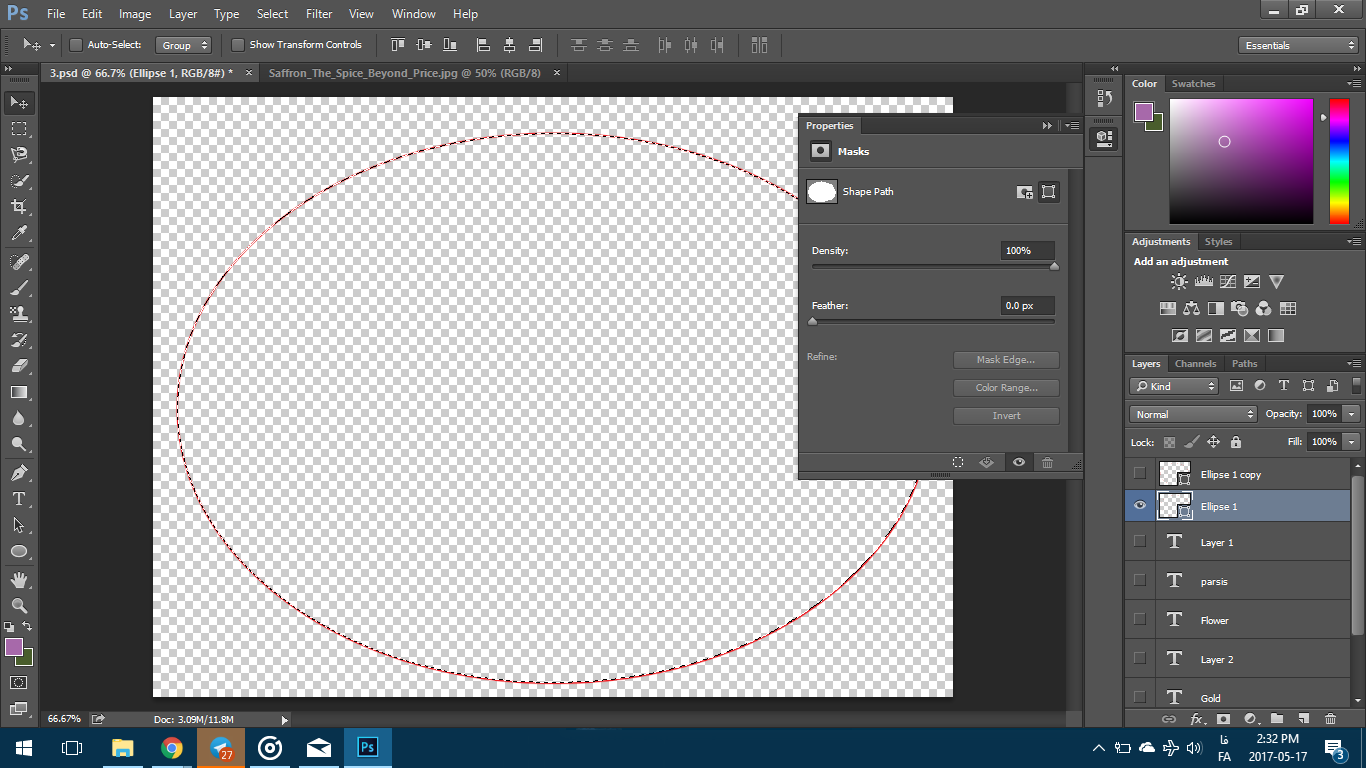 Ps File Edit Image Layer Type Select Filter View Window Help
Auto-Select: Group Show Transform Controls Essentials
3.psd @ 66.7% (Ellipse 1, RGB/8#) * × Saffron_The_Spice_Beyond_Price.jpg @ 50% (RGB/8) ×
Color Swatches
Properties
Masks
Shape Path
Density: 100%
Feather: 0.0 px
Refine: Mask Edge...
Color Range...
Invert
Adjustments Styles
Add an adjustment
Layers Channels Paths
Kind
Normal Opacity: 100%
Lock: Fill: 100%
Ellipse 1 copy
Ellipse 1
Layer 1
parsis
Flower
Layer 2
Gold
66.67% Doc: 3.09M/11.8M
27
Ps
فا
FA
2:32 PM
2017-05-17
3